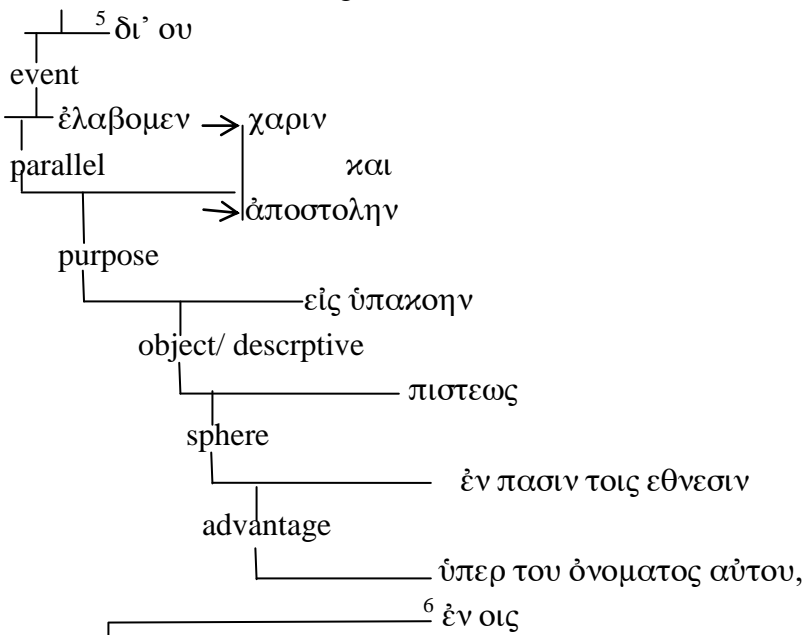 5 δι’ ου
event
ἐλαβομεν χαριν
parallel και
ἀποστολην
purpose
εἰς ὑπακοην
object/ descrptive
πιστεως
sphere
ἐν πασιν τοις εθνεσιν
advantage
ὑπερ του ὀνοματος αὐτου,
6 ἐν οις